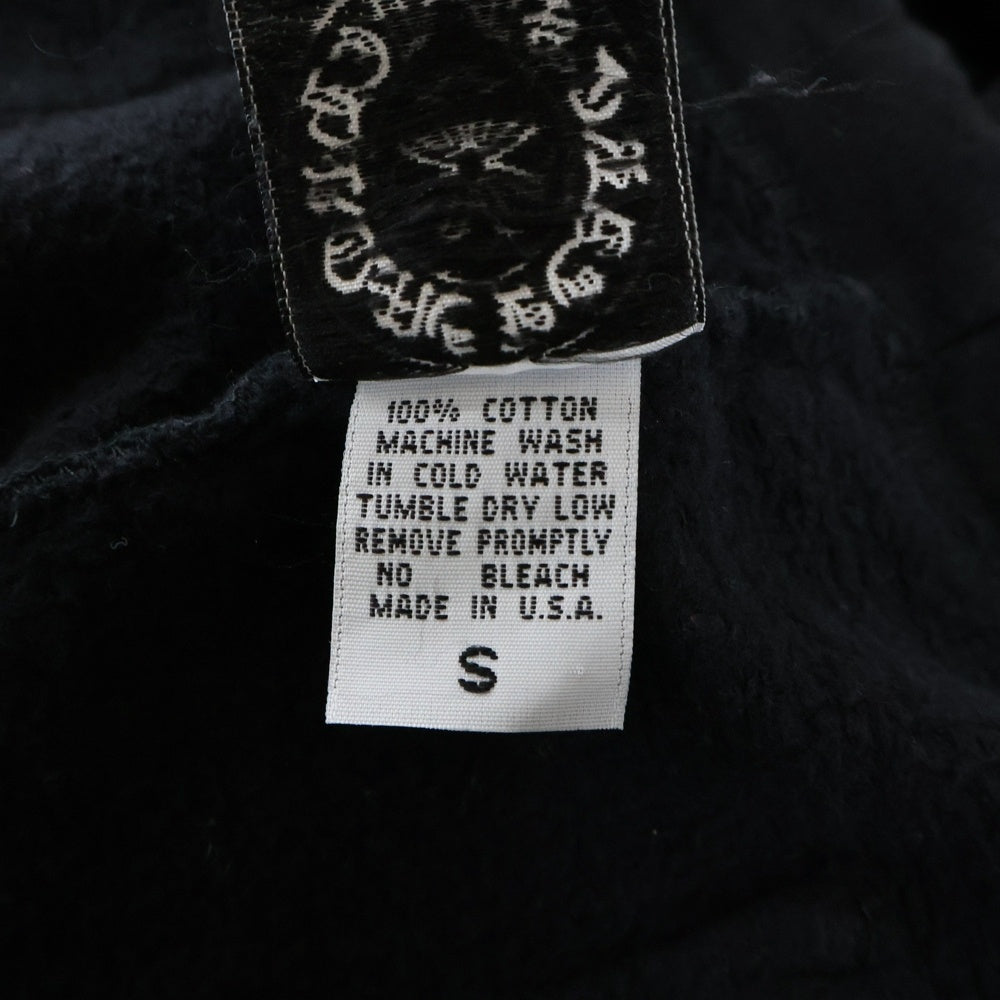 100% COTTON
MACHINE WASH
IN COLD WATER
TUMBLE DRY LOW
REMOVE PROMPTLY
NO BLEACH
MADE IN U.S.A.
S